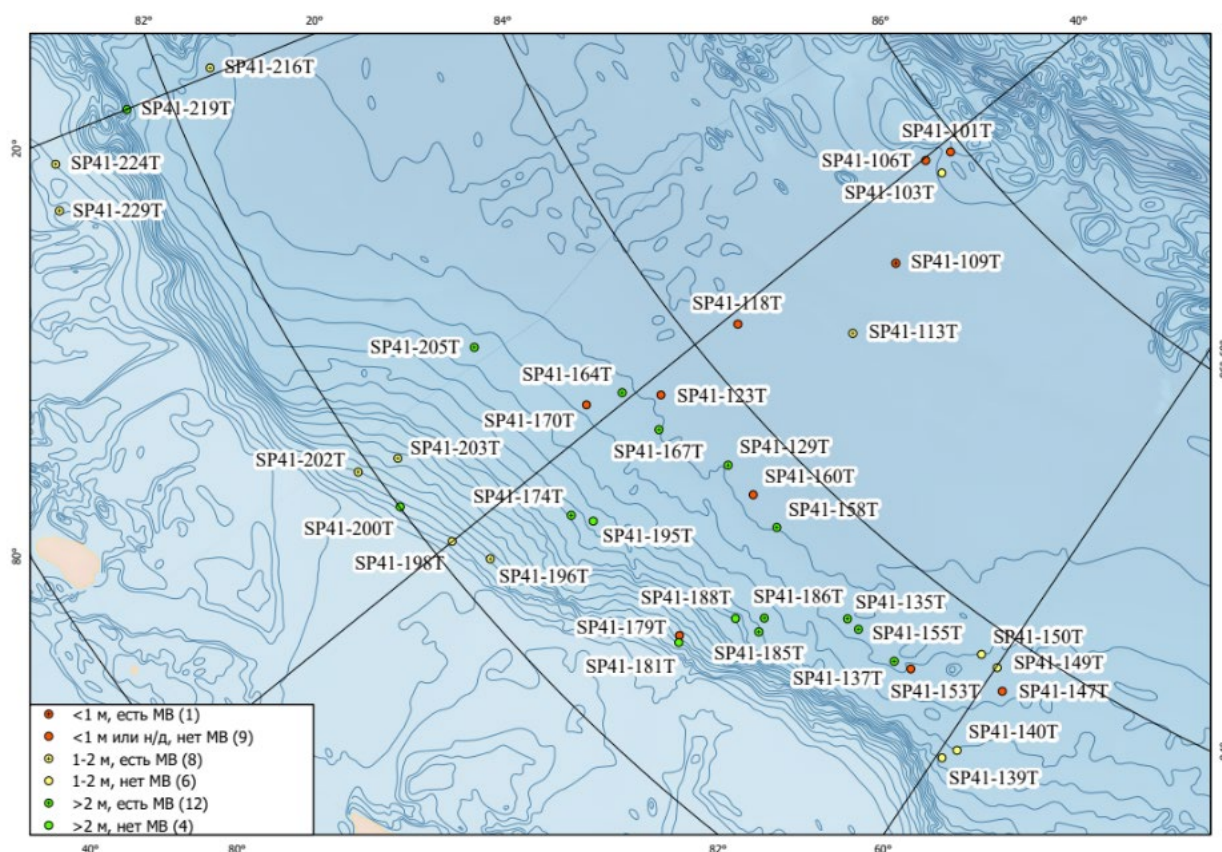 82°
20°
84°
86°
40°
SP41-216T
SP41-219T
20°
SP41-224T
SP41-229T
SP41-101T
SP41-106T
SP41-103T
SP41-109T
SP41-118T
SP41-113T
SP41-205T
SP41-164T
SP41-123T
SP41-170T
SP41-167T
SP41-203T
SP41-129T
SP41-202T
SP41-160T
SP41-174T
SP41-158T
SP41-200T
SP41-195T
SP41-198T
80°
SP41-196T
SP41-188T
SP41-186T
SP41-135T
SP41-179T
SP41-155T
SP41-150T
SP41-185T
SP41-149T
SP41-181T
SP41-137T
SP41-153T
SP41-147T
SP41-140T
SP41-139T
<1 м, есть МВ (1)
<1 м или н/д, нет МВ (9)
1-2 м, есть МВ (8)
1-2 м, нет МВ (6)
>2 м, есть МВ (12)
>2 м, нет МВ (4)
40°
80°
82°
60°